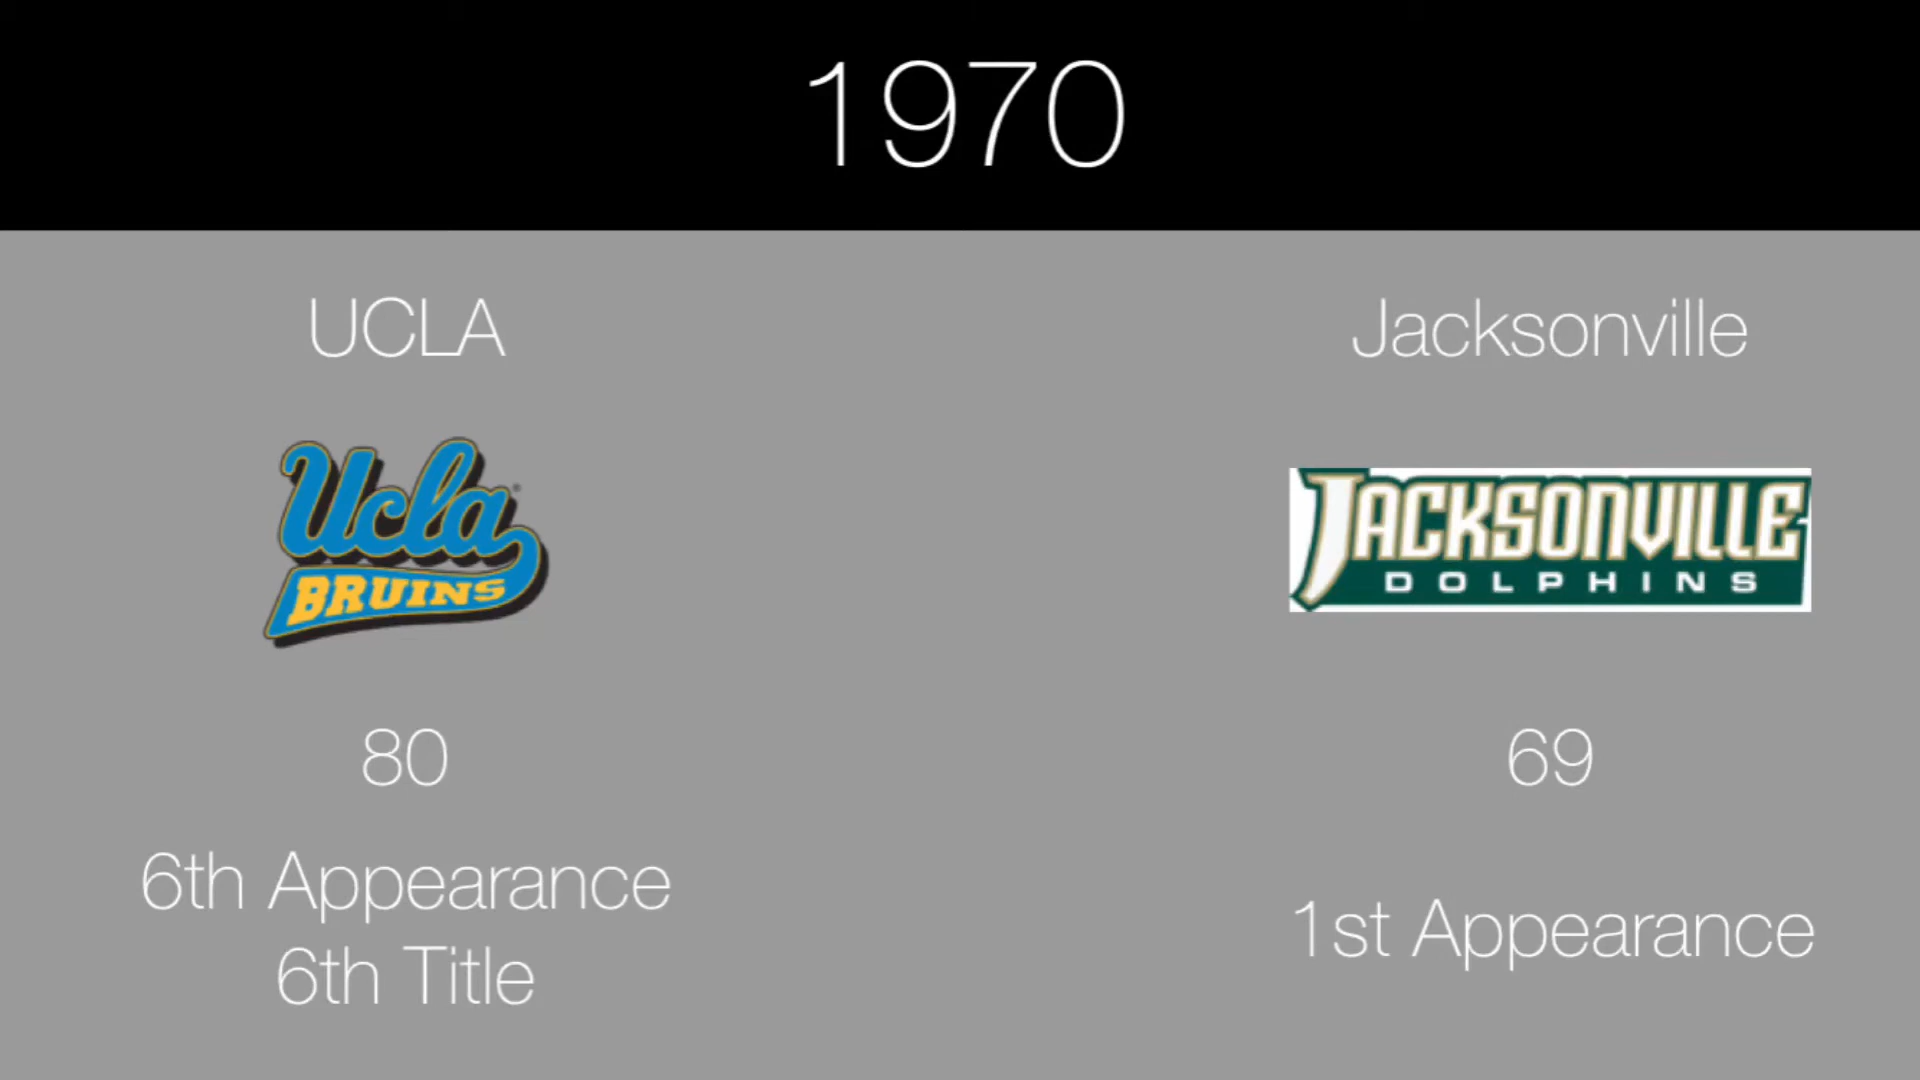 1970
UCLA
Jacksonville
Ucla
BRUINS
JACKSONVILLE
DOLPHINS
80
69
6th Appearance
6th Title
1st Appearance